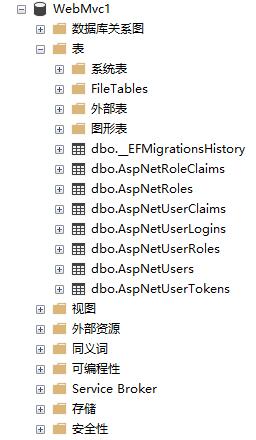 WebMvc1
数据库关系图
表
系统表
FileTables
外部表
图形表
dbo.__EFMigrationsHistory
dbo.AspNetRoleClaims
dbo.AspNetRoles
dbo.AspNetUserClaims
dbo.AspNetUserLogins
dbo.AspNetUserRoles
dbo.AspNetUsers
dbo.AspNetUserTokens
视图
外部资源
同义词
可编程性
Service Broker
存储
安全性